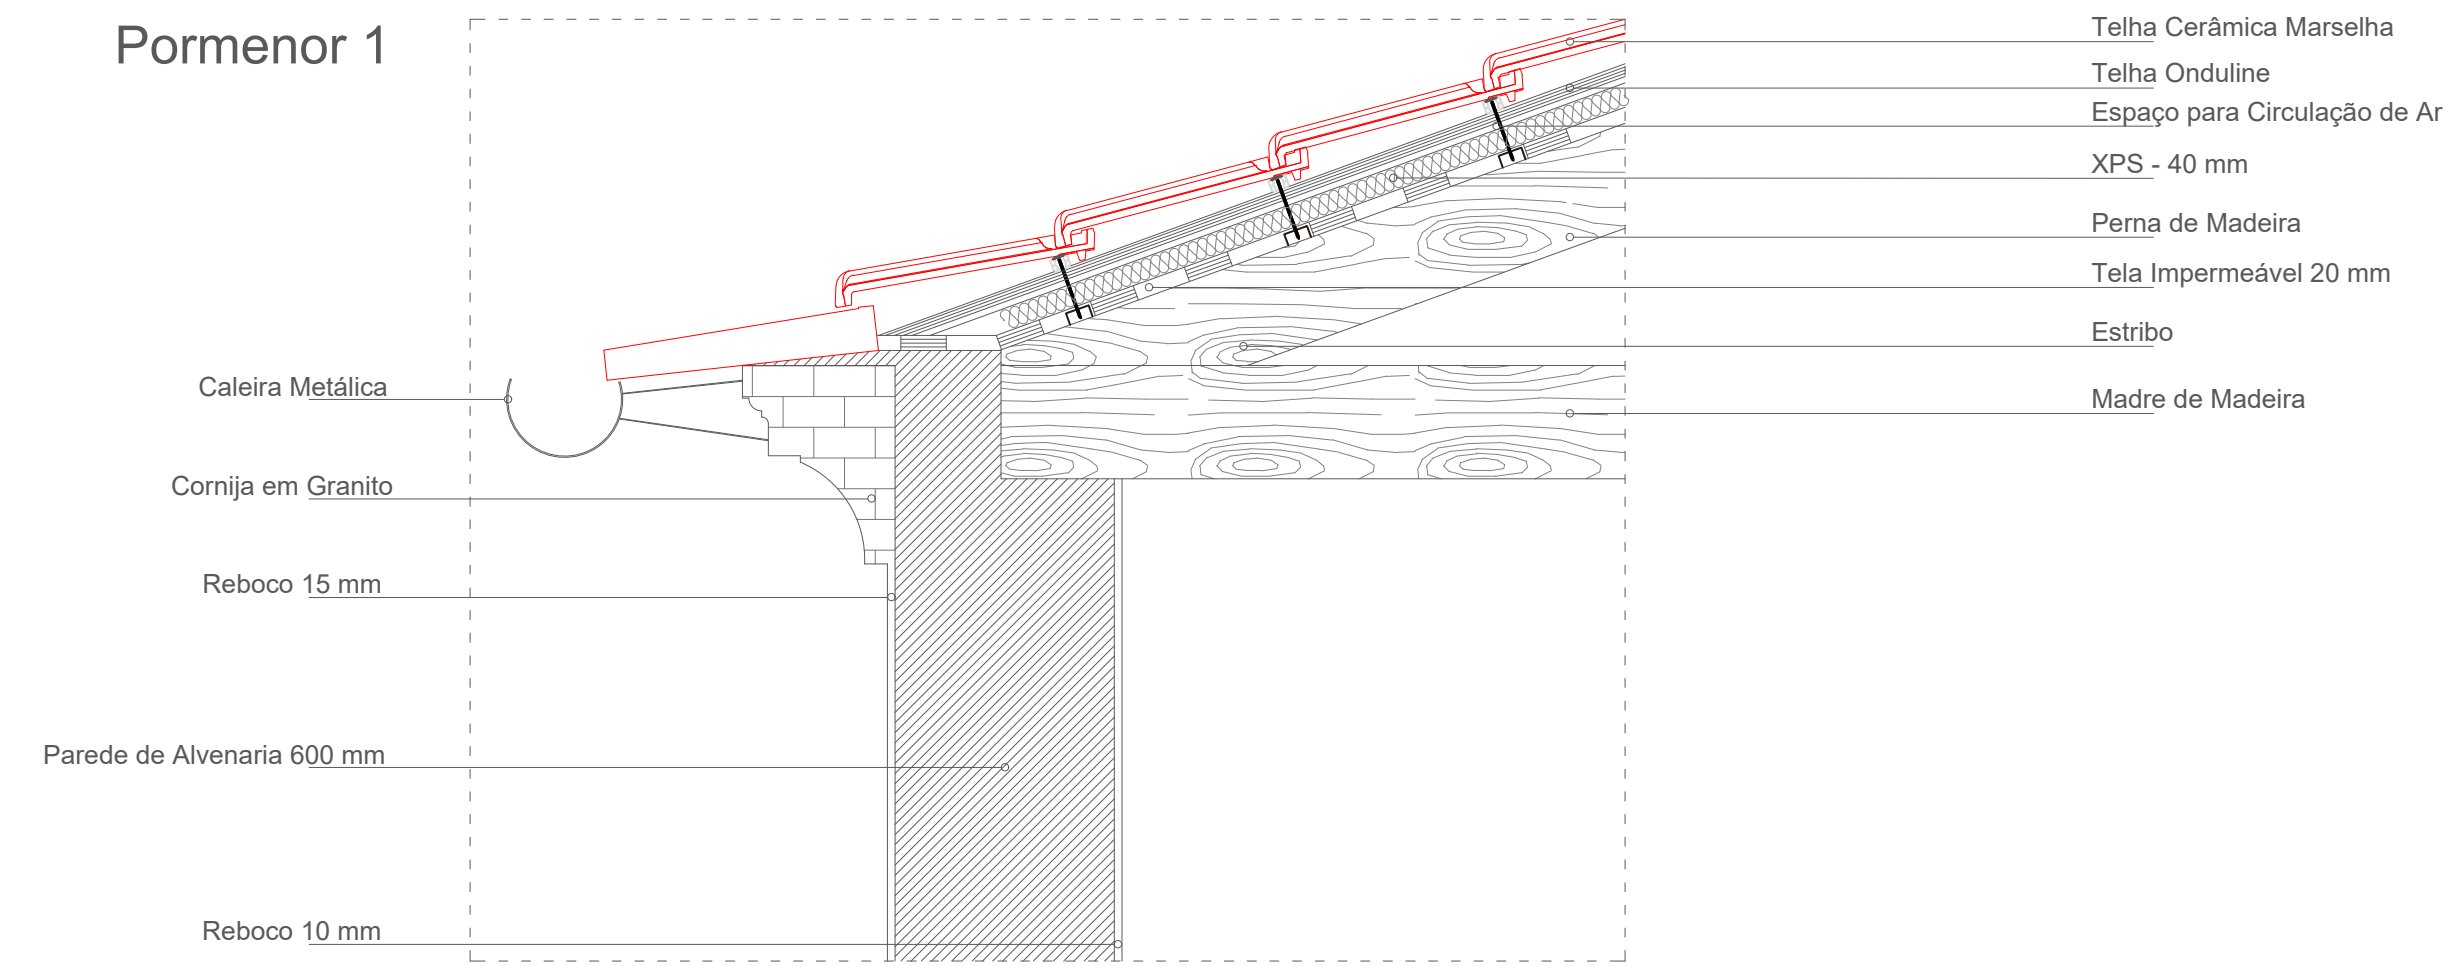 Pormenor 1
Telha Cerâmica Marselha
Telha Onduline
Espaço para Circulação de Ar
XPS - 40 mm
Perna de Madeira
Tela Impermeável 20 mm
Estribo
Madre de Madeira
Caleira Metálica
Cornija em Granito
Reboco 15 mm
Parede de Alvenaria 600 mm
Reboco 10 mm